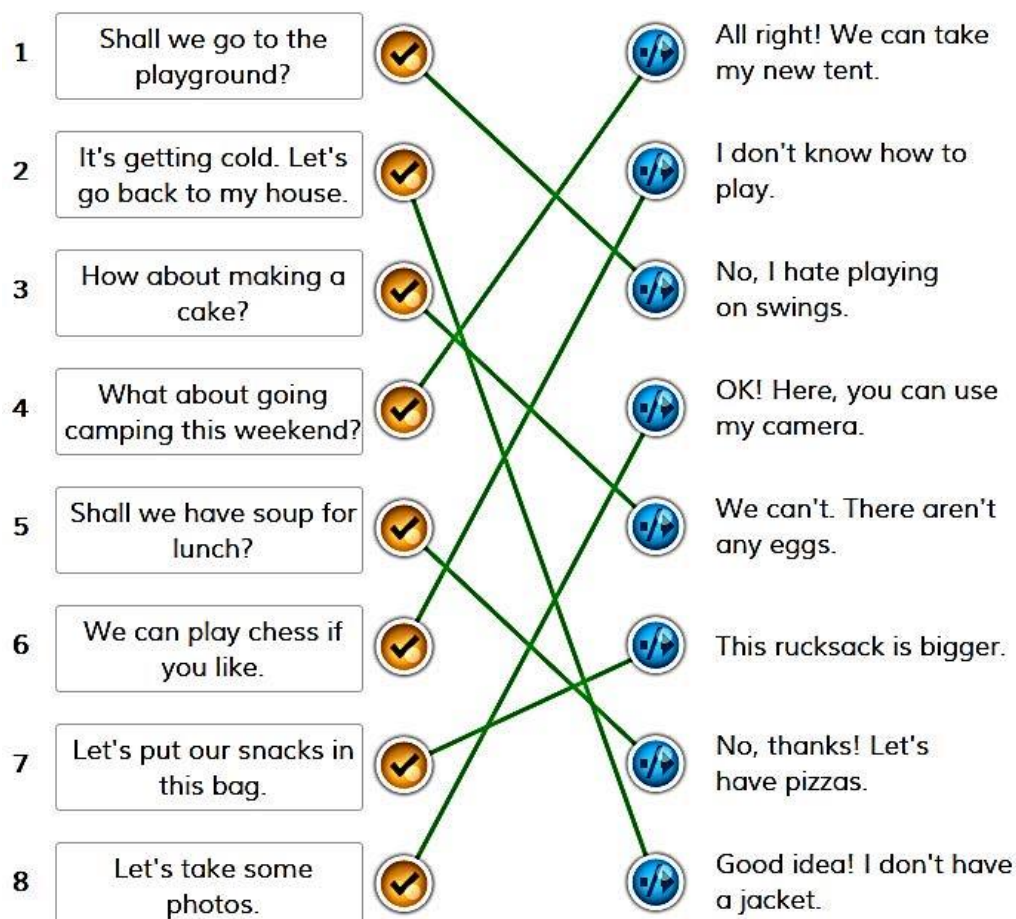 1
Shall we go to the
playground?
All right! We can take
my new tent.
2
It's getting cold. Let's
go back to my house.
I don't know how to
play.
3
How about making a
cake?
No, I hate playing
on swings.
4
What about going
camping this weekend?
OK! Here, you can use
my camera.
5
Shall we have soup for
lunch?
We can't. There aren't
any eggs.
6
We can play chess if
you like.
This rucksack is bigger.
7
Let's put our snacks in
this bag.
No, thanks! Let's
have pizzas.
8
Let's take some
photos.
Good idea! I don't have
a jacket.